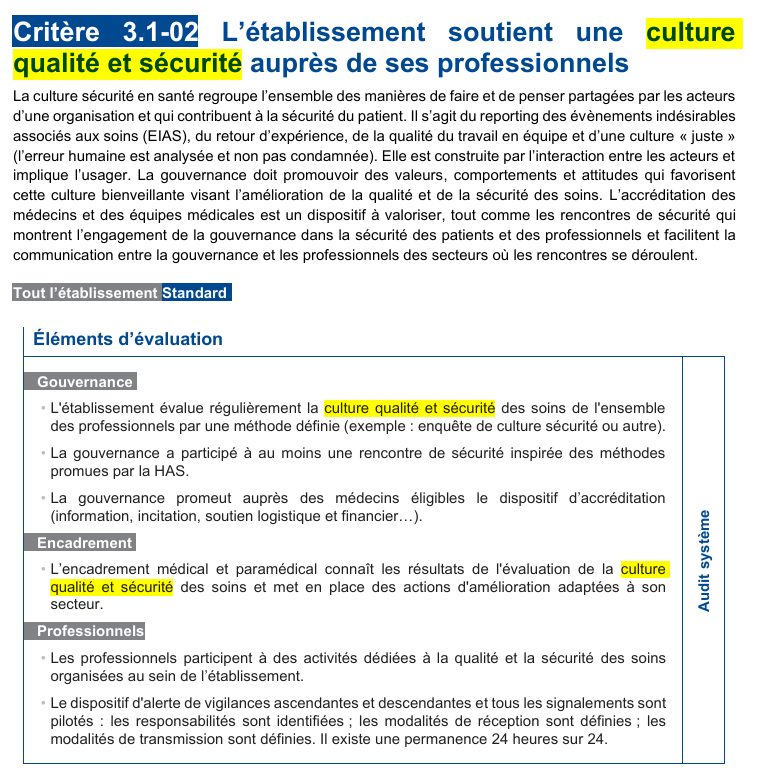 Critère 3.1-02 L’établissement soutient une culture
qualité et sécurité auprès de ses professionnels
La culture sécurité en santé regroupe l’ensemble des manières de faire et de penser partagées par les acteurs
d’une organisation et qui contribuent à la sécurité du patient. Il s’agit du reporting des évènements indésirables
associés aux soins (EIAS), du retour d’expérience, de la qualité du travail en équipe et d’une culture « juste »
(l’erreur humaine est analysée et non pas condamnée). Elle est construite par l’interaction entre les acteurs et
implique l’usager. La gouvernance doit promouvoir des valeurs, comportements et attitudes qui favorisent
cette culture bienveillante visant l’amélioration de la qualité et de la sécurité des soins. L’accréditation des
médecins et des équipes médicales est un dispositif à valoriser, tout comme les rencontres de sécurité qui
montrent l’engagement de la gouvernance dans la sécurité des patients et des professionnels et facilitent la
communication entre la gouvernance et les professionnels des secteurs où les rencontres se déroulent.
Tout l’établissement Standard
Éléments d’évaluation
Gouvernance
• L'établissement évalue régulièrement la culture qualité et sécurité des soins de l'ensemble
des professionnels par une méthode définie (exemple : enquête de culture sécurité ou autre).
• La gouvernance a participé à au moins une rencontre de sécurité inspirée des méthodes
promues par la HAS.
• La gouvernance promeut auprès des médecins éligibles le dispositif d’accréditation
(information, incitation, soutien logistique et financier…).
Encadrement
• L’encadrement médical et paramédical connaît les résultats de l'évaluation de la culture
qualité et sécurité des soins et met en place des actions d'amélioration adaptées à son
secteur.
Professionnels
• Les professionnels participent à des activités dédiées à la qualité et la sécurité des soins
organisées au sein de l’établissement.
• Le dispositif d'alerte de vigilances ascendantes et descendantes et tous les signalements sont
pilotés : les responsabilités sont identifiées ; les modalités de réception sont définies ; les
modalités de transmission sont définies. Il existe une permanence 24 heures sur 24.
Audit système